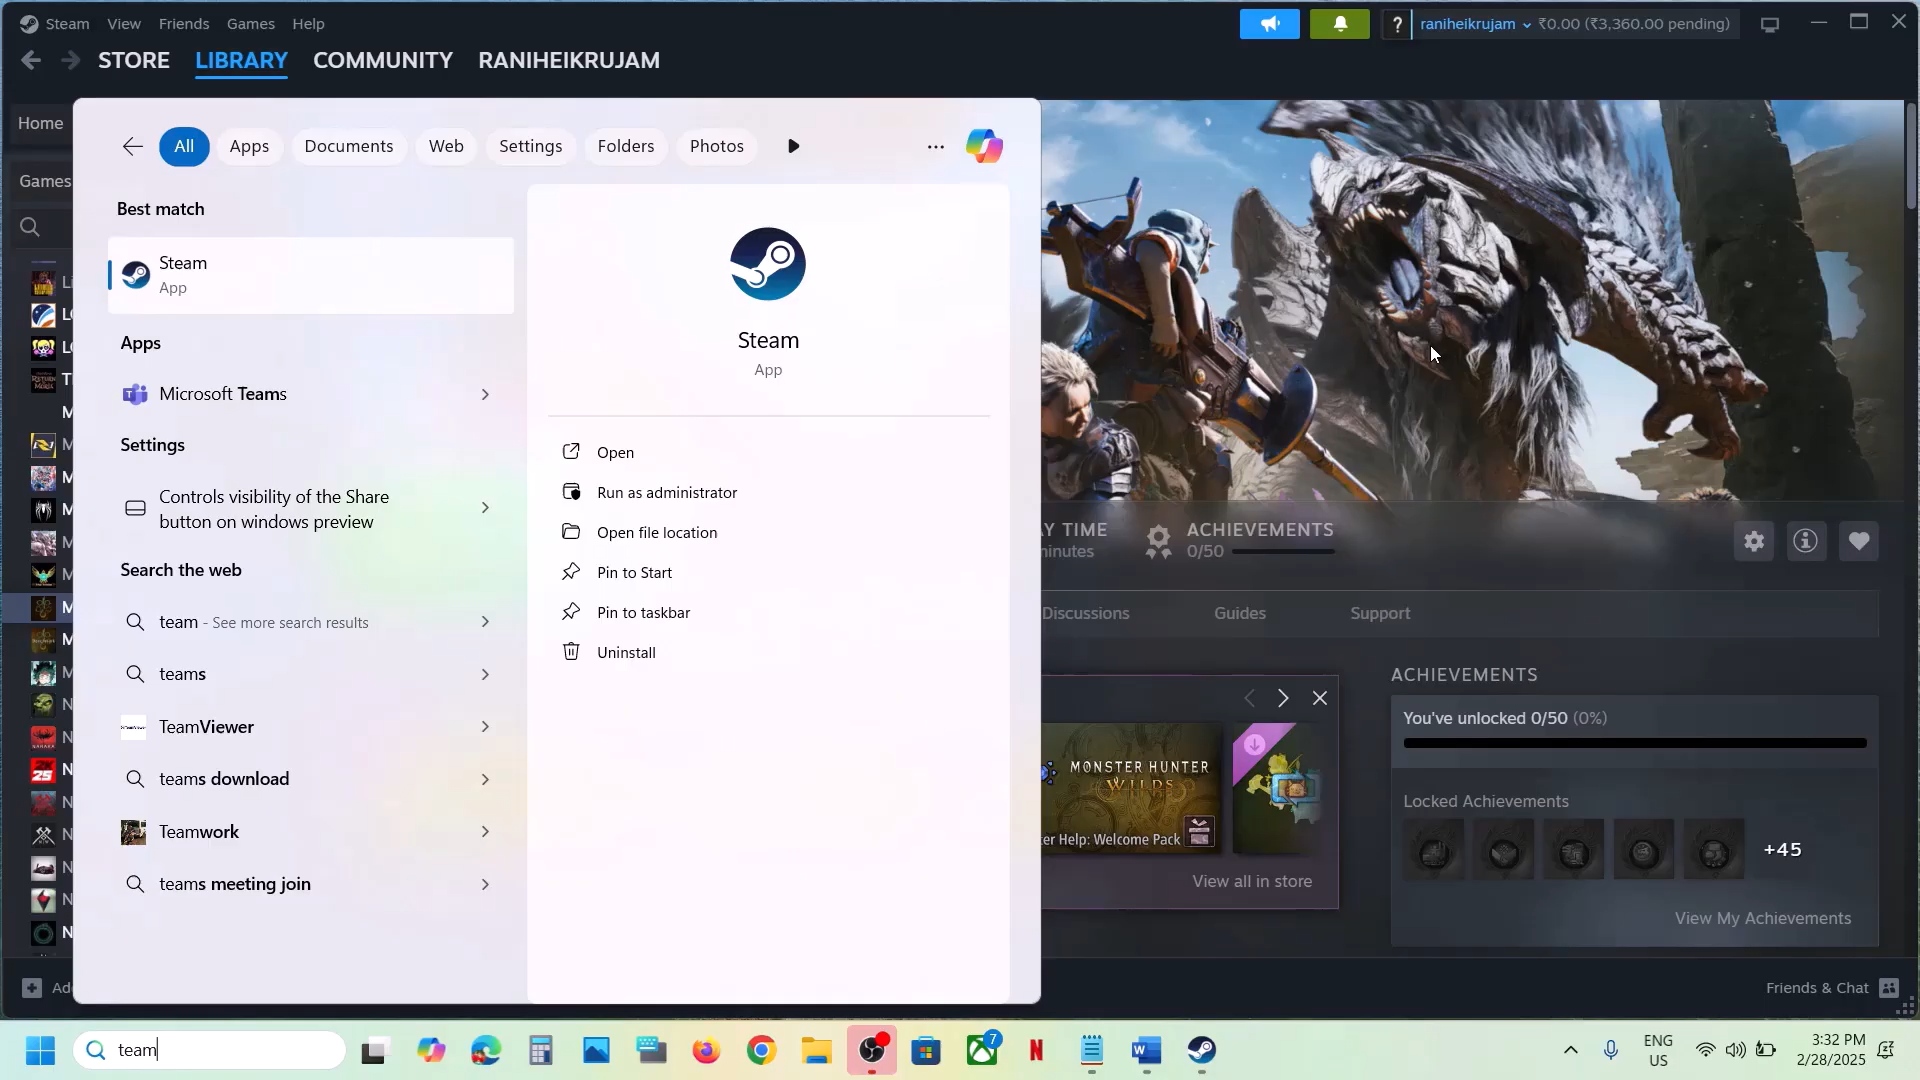 Steam View Friends Games Help
? raniheikrujam ₹0.00 (₹3,360.00 pending)
STORE LIBRARY COMMUNITY RANIHEIKRUJAM
Home
Games
All Apps Documents Web Settings Folders Photos
Best match
Steam
App
Apps
Microsoft Teams
Settings
Controls visibility of the Share
button on windows preview
Search the web
team - See more search results
teams
TeamViewer
teams download
Teamwork
teams meeting join
Steam
App
Open
Run as administrator
Open file location
Pin to Start
Pin to taskbar
Uninstall
ACHIEVEMENTS
0/50
TIME
Discussions Guides Support
MONSTER HUNTER
WILDS
Help: Welcome Pack
View all in store
ACHIEVEMENTS
You've unlocked 0/50 (0%)
Locked Achievements
+45
View My Achievements
Friends & Chat
team
7
ENG
US
3:32 PM
2/28/2025